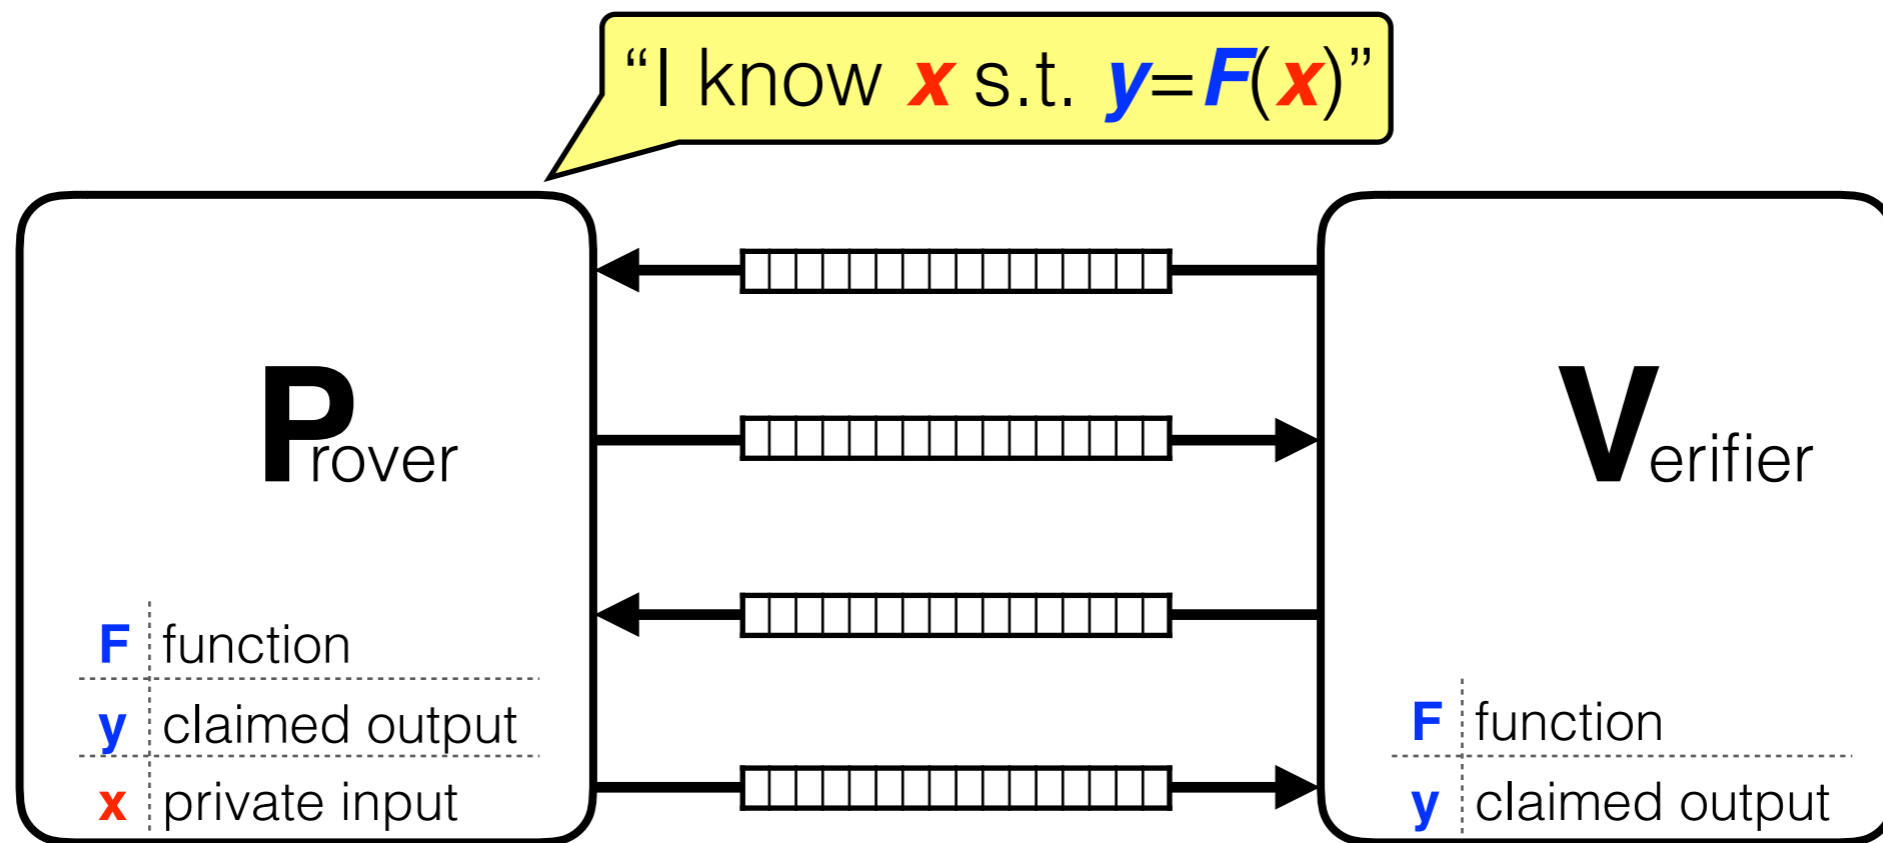 “I know x s.t. y=F(x)”
Prover
F function
y claimed output
x private input
Verifier
F function
y claimed output